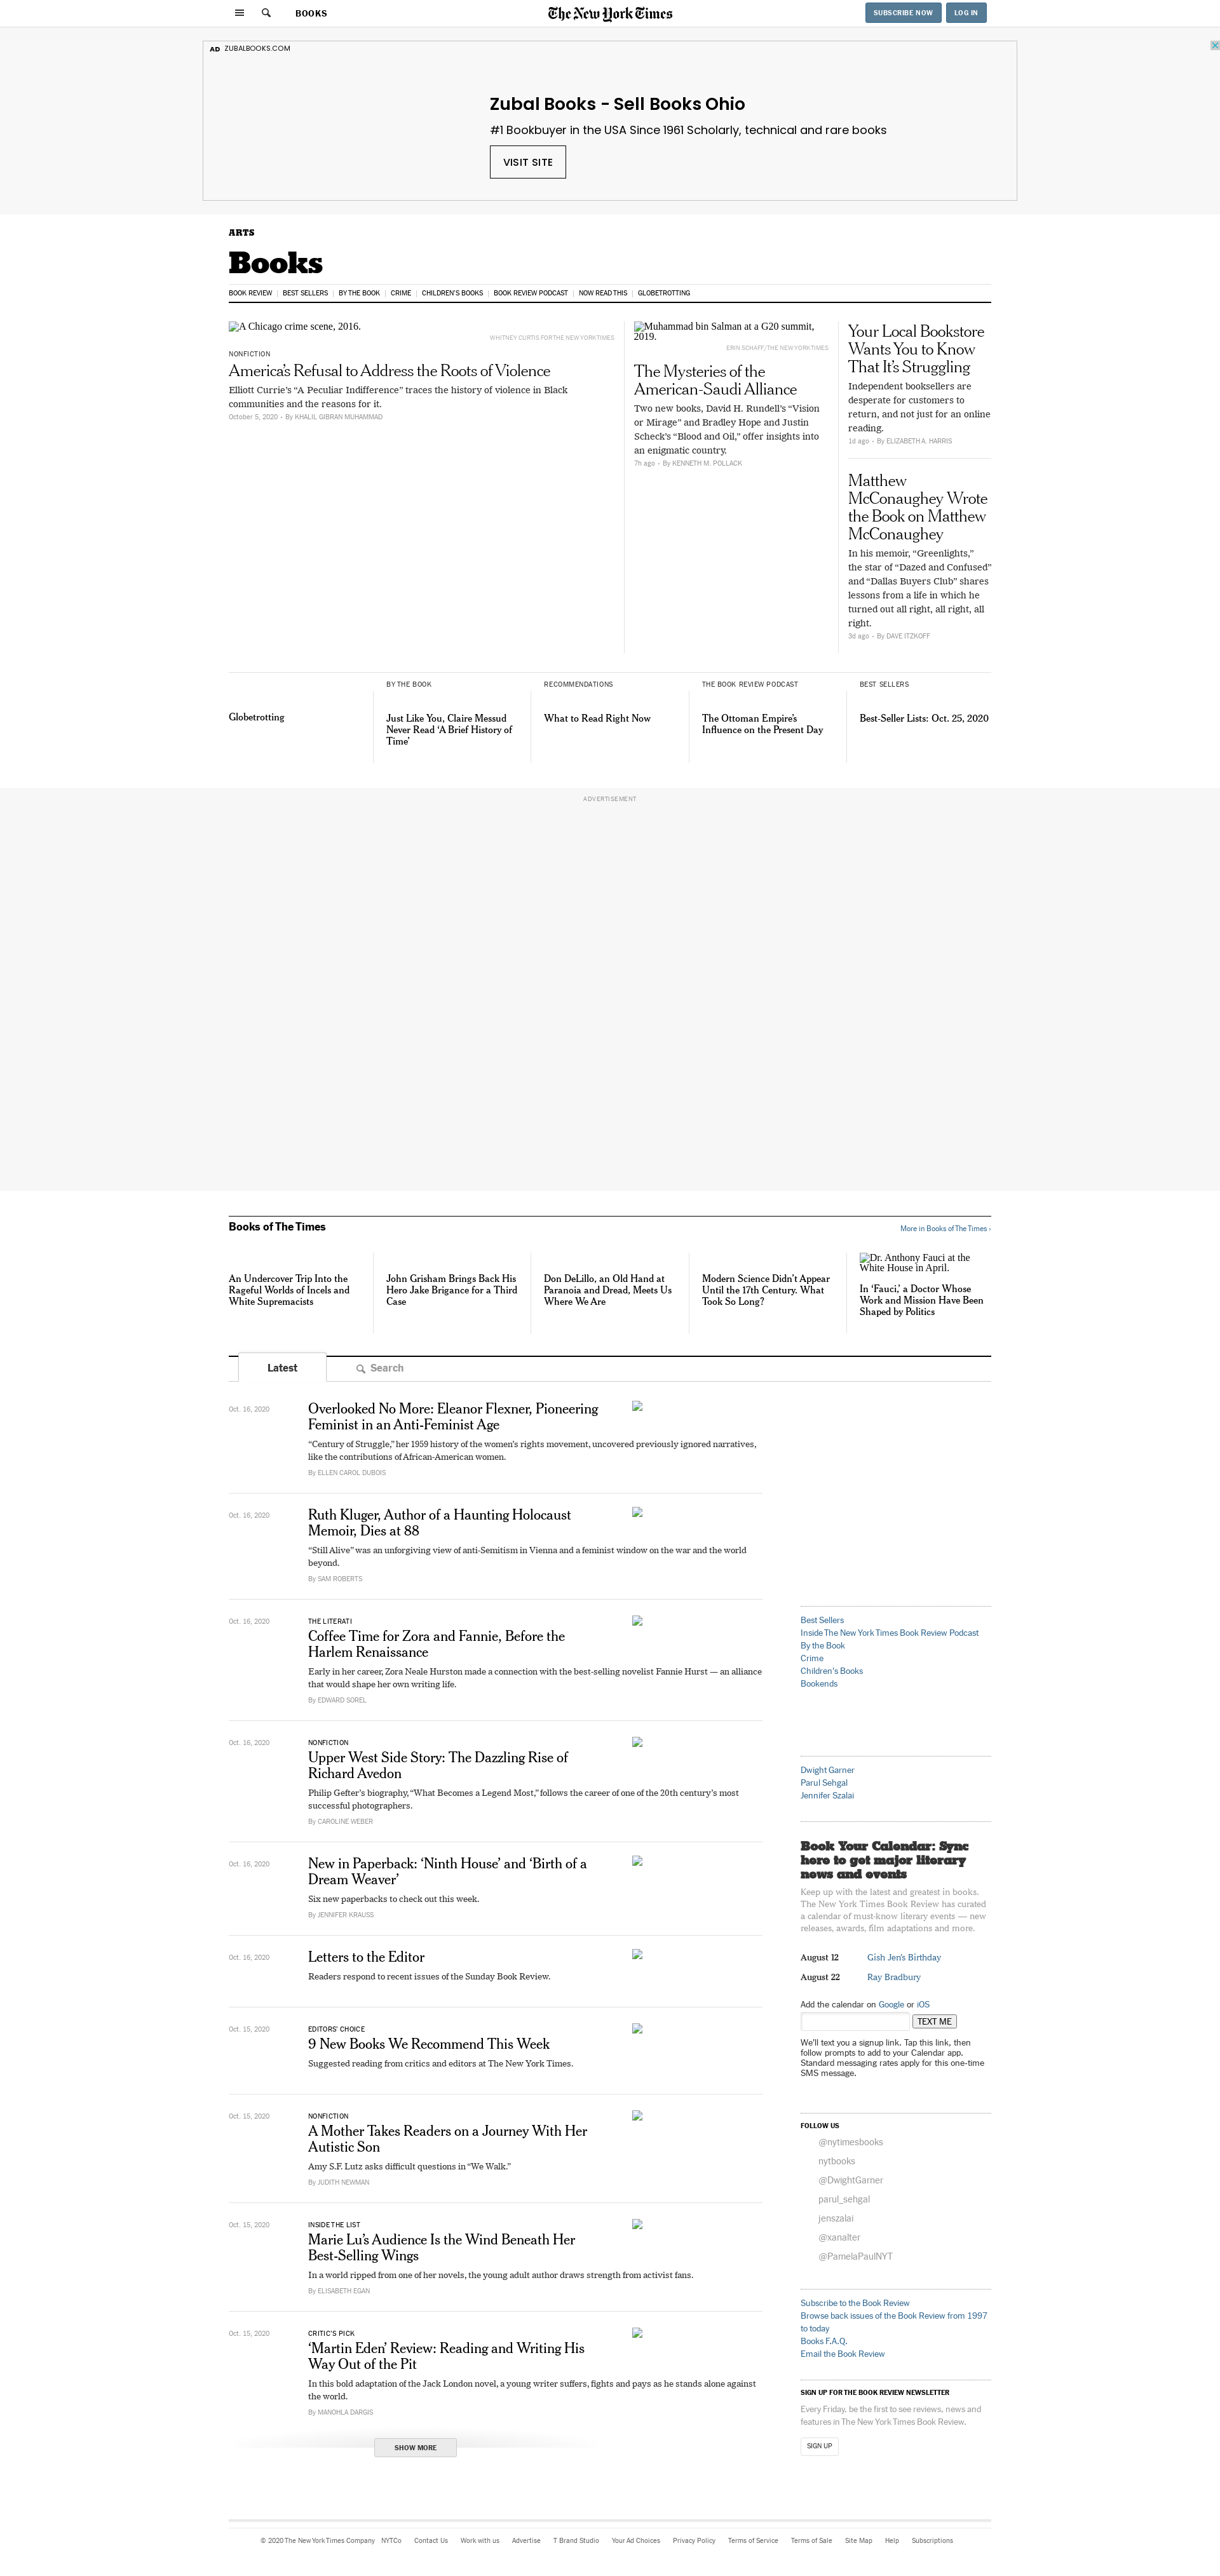 BOOKS
The New York Times
SUBSCRIBE NOW
LOG IN
AD ZUBALBOOKS.COM
Zubal Books - Sell Books Ohio
#1 Bookbuyer in the USA Since 1961 Scholarly, technical and rare books
VISIT SITE
ARTS
Books
BOOK REVIEW
BEST SELLERS
BY THE BOOK
CRIME
CHILDREN'S BOOKS
BOOK REVIEW PODCAST
NOW READ THIS
GLOBETROTTING
A Chicago crime scene, 2016.
WHITNEY CURTIS FOR THE NEW YORK TIMES
NONFICTION
America's Refusal to Address the Roots of Violence
Elliott Currie's “A Peculiar Indifference” traces the history of violence in Black
communities and the reasons for it.
October 5, 2020 - By KHALIL GIBRAN MUHAMMAD
Muhammad bin Salman at a G20 summit,
2019.
ERIN SCHAFF/THE NEW YORK TIMES
The Mysteries of the
American-Saudi Alliance
Two new books, David H. Rundell's “Vision
or Mirage” and Bradley Hope and Justin
Scheck's “Blood and Oil,” offer insights into
an enigmatic country.
7h ago - By KENNETH M. POLLACK
Your Local Bookstore
Wants You to Know
That It's Struggling
Independent booksellers are
desperate for customers to
return, and not just for an online
reading.
1d ago - By ELIZABETH A. HARRIS
Matthew
McConaughey Wrote
the Book on Matthew
McConaughey
In his memoir, “Greenlights,”
the star of “Dazed and Confused”
and “Dallas Buyers Club” shares
lessons from a life in which he
turned out all right, all right, all
right.
3d ago - By DAVE ITZKOFF
Globetrotting
BY THE BOOK
Just Like You, Claire Messud
Never Read ‘A Brief History of
Time’
RECOMMENDATIONS
What to Read Right Now
THE BOOK REVIEW PODCAST
The Ottoman Empire's
Influence on the Present Day
BEST SELLERS
Best-Seller Lists: Oct. 25, 2020
ADVERTISEMENT
Books of The Times
More in Books of The Times ›
An Undercover Trip Into the
Rageful Worlds of Incels and
White Supremacists
John Grisham Brings Back His
Hero Jake Brigance for a Third
Case
Don DeLillo, an Old Hand at
Paranoia and Dread, Meets Us
Where We Are
Modern Science Didn't Appear
Until the 17th Century. What
Took So Long?
Dr. Anthony Fauci at the
White House in April.
In ‘Fauci,’ a Doctor Whose
Work and Mission Have Been
Shaped by Politics
Latest
Search
Oct. 16, 2020
Overlooked No More: Eleanor Flexner, Pioneering
Feminist in an Anti-Feminist Age
“Century of Struggle,” her 1959 history of the women's rights movement, uncovered previously ignored narratives,
like the contributions of African-American women.
By ELLEN CAROL DUBOIS
Oct. 16, 2020
Ruth Kluger, Author of a Haunting Holocaust
Memoir, Dies at 88
“Still Alive” was an unforgiving view of anti-Semitism in Vienna and a feminist window on the war and the world
beyond.
By SAM ROBERTS
Oct. 16, 2020
THE LITERATI
Coffee Time for Zora and Fannie, Before the
Harlem Renaissance
Early in her career, Zora Neale Hurston made a connection with the best-selling novelist Fannie Hurst — an alliance
that would shape her own writing life.
By EDWARD SOREL
Oct. 16, 2020
NONFICTION
Upper West Side Story: The Dazzling Rise of
Richard Avedon
Philip Gefter's biography, “What Becomes a Legend Most,” follows the career of one of the 20th century's most
successful photographers.
By CAROLINE WEBER
Oct. 16, 2020
New in Paperback: ‘Ninth House’ and ‘Birth of a
Dream Weaver’
Six new paperbacks to check out this week.
By JENNIFER KRAUSS
Oct. 16, 2020
Letters to the Editor
Readers respond to recent issues of the Sunday Book Review.
Oct. 15, 2020
EDITORS' CHOICE
9 New Books We Recommend This Week
Suggested reading from critics and editors at The New York Times.
Oct. 15, 2020
NONFICTION
A Mother Takes Readers on a Journey With Her
Autistic Son
Amy S.F. Lutz asks difficult questions in “We Walk.”
By JUDITH NEWMAN
Oct. 15, 2020
INSIDE THE LIST
Marie Lu's Audience Is the Wind Beneath Her
Best-Selling Wings
In a world ripped from one of her novels, the young adult author draws strength from activist fans.
By ELISABETH EGAN
Oct. 15, 2020
CRITIC'S PICK
‘Martin Eden’ Review: Reading and Writing His
Way Out of the Pit
In this bold adaptation of the Jack London novel, a young writer suffers, fights and pays as he stands alone against
the world.
By MANOHLA DARGIS
SHOW MORE
Best Sellers
Inside The New York Times Book Review Podcast
By the Book
Crime
Children's Books
Bookends
Dwight Garner
Parul Sehgal
Jennifer Szalai
Book Your Calendar: Sync
here to get major literary
news and events
Keep up with the latest and greatest in books.
The New York Times Book Review has curated
a calendar of must-know literary events — new
releases, awards, film adaptations and more.
August 12 Gish Jen's Birthday
August 22 Ray Bradbury
Add the calendar on Google or iOS
TEXT ME
We'll text you a signup link. Tap this link, then
follow prompts to add to your Calendar app.
Standard messaging rates apply for this one-time
SMS message.
FOLLOW US
@nytimesbooks
nytbooks
@DwightGarner
parul_sehgal
jenszalai
@xanalter
@PamelaPaulNYT
Subscribe to the Book Review
Browse back issues of the Book Review from 1997
to today
Books F.A.Q.
Email the Book Review
SIGN UP FOR THE BOOK REVIEW NEWSLETTER
Every Friday, be the first to see reviews, news and
features in The New York Times Book Review.
SIGN UP
© 2020 The New York Times Company
NYTCo
Contact Us
Work with us
Advertise
T Brand Studio
Your Ad Choices
Privacy Policy
Terms of Service
Terms of Sale
Site Map
Help
Subscriptions